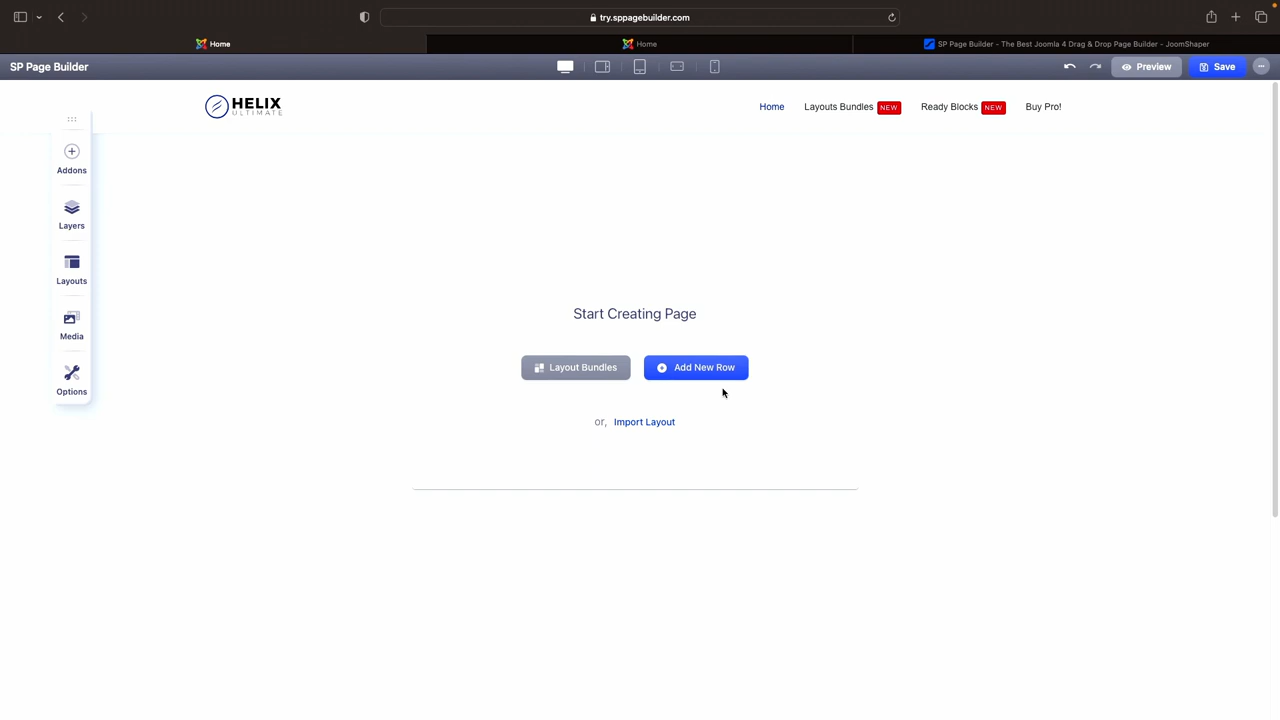 try.sppagebuilder.com
Home
Home
SP Page Builder - The Best Joomla 4 Drag & Drop Page Builder - JoomShaper
SP Page Builder
Preview
Save
HELIX
ULTIMATE
Home
Layouts Bundles NEW
Ready Blocks NEW
Buy Pro!
Addons
Layers
Layouts
Media
Options
Start Creating Page
Layout Bundles
Add New Row
or, Import Layout